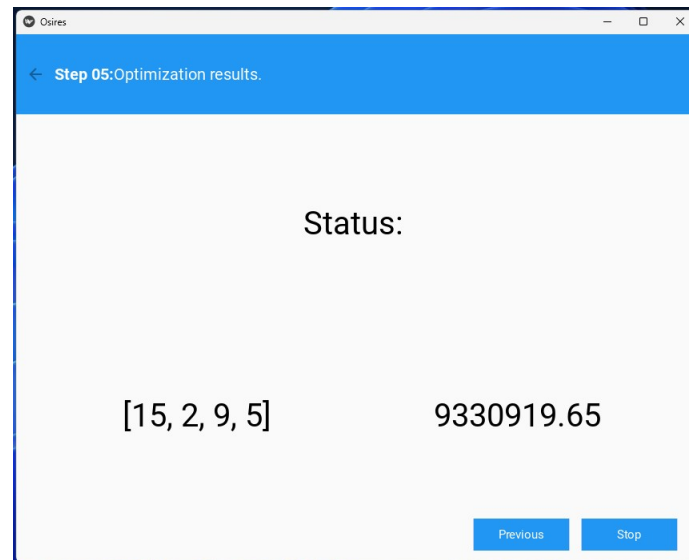 Osires
Step 05:Optimization results.
Status:
[15, 2, 9, 5] 9330919.65
Previous Stop